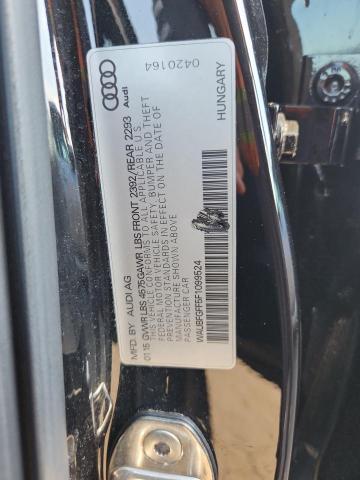 MFD. BY AUDI AG
Audi
01 15 GVWR LBS 4576 GAWR LBS FRONT 2392 /REAR 2293
THIS VEHICLE CONFORMS TO ALL APPLICABLE U.S.
FEDERAL MOTOR VEHICLE SAFETY, BUMPER AND THEFT
PREVENTION STANDARDS IN EFFECT ON THE DATE OF
MANUFACTURE SHOWN ABOVE
PASSENGER CAR
WAUBFGFF5F1099524
HUNGARY
0420164